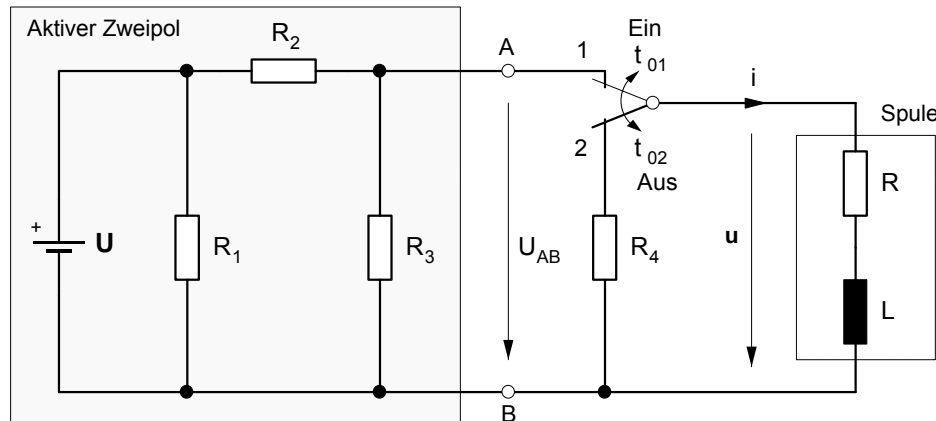 Aktiver Zweipol
R2
A
1
Ein
t01
i
Spule
2
t02
Aus
R
+
U
R1
R3
UAB
R4
u
L
B